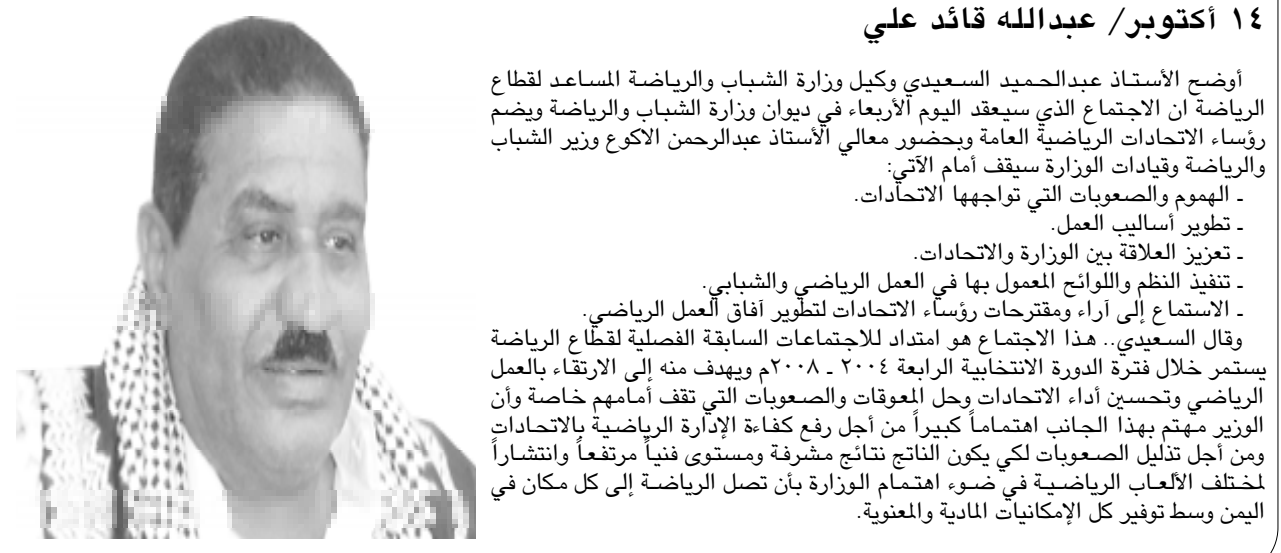 ١٤ أكتوبر/ عبدالله قائد علي
أوضح الأستاذ عبدالحميد السعيدي وكيل وزارة الشباب والرياضة المساعد لقطاع
الرياضة ان الاجتماع الذي سيعقد اليوم الأربعاء في ديوان وزارة الشباب والرياضة ويضم
رؤساء الاتحادات الرياضية العامة وبحضور معالي الأستاذ عبدالرحمن الاكوع وزير الشباب
والرياضة وقيادات الوزارة سيقف أمام الآتي:
ـ الهموم والصعوبات التي تواجهها الاتحادات.
ـ تطوير أساليب العمل.
ـ تعزيز العلاقة بين الوزارة والاتحادات.
ـ تنفيذ النظم واللوائح المعمول بها في العمل الرياضي والشبابي.
ـ الاستماع إلى آراء ومقترحات رؤساء الاتحادات لتطوير آفاق العمل الرياضي.
وقال السعيدي.. هذا الاجتماع هو امتداد للاجتماعات السابقة الفصلية لقطاع الرياضة
يستمر خلال فترة الدورة الانتخابية الرابعة ٢٠٠٤ ـ ٢٠٠٨م ويهدف منه إلى الارتقاء بالعمل
الرياضي وتحسين أداء الاتحادات وحل المعوقات والصعوبات التي تقف أمامهم خاصة وأن
الوزير مهتم بهذا الجانب اهتماماً كبيراً من أجل رفع كفاءة الإدارة الرياضية بالاتحادات
ومن أجل تذليل الصعوبات لكي يكون الناتج نتائج مشرفة ومستوى فنياً مرتفعاً وانتشاراً
لمختلف الألعاب الرياضية في ضوء اهتمام الوزارة بأن تصل الرياضة إلى كل مكان في
اليمن وسط توفير كل الإمكانيات المادية والمعنوية.